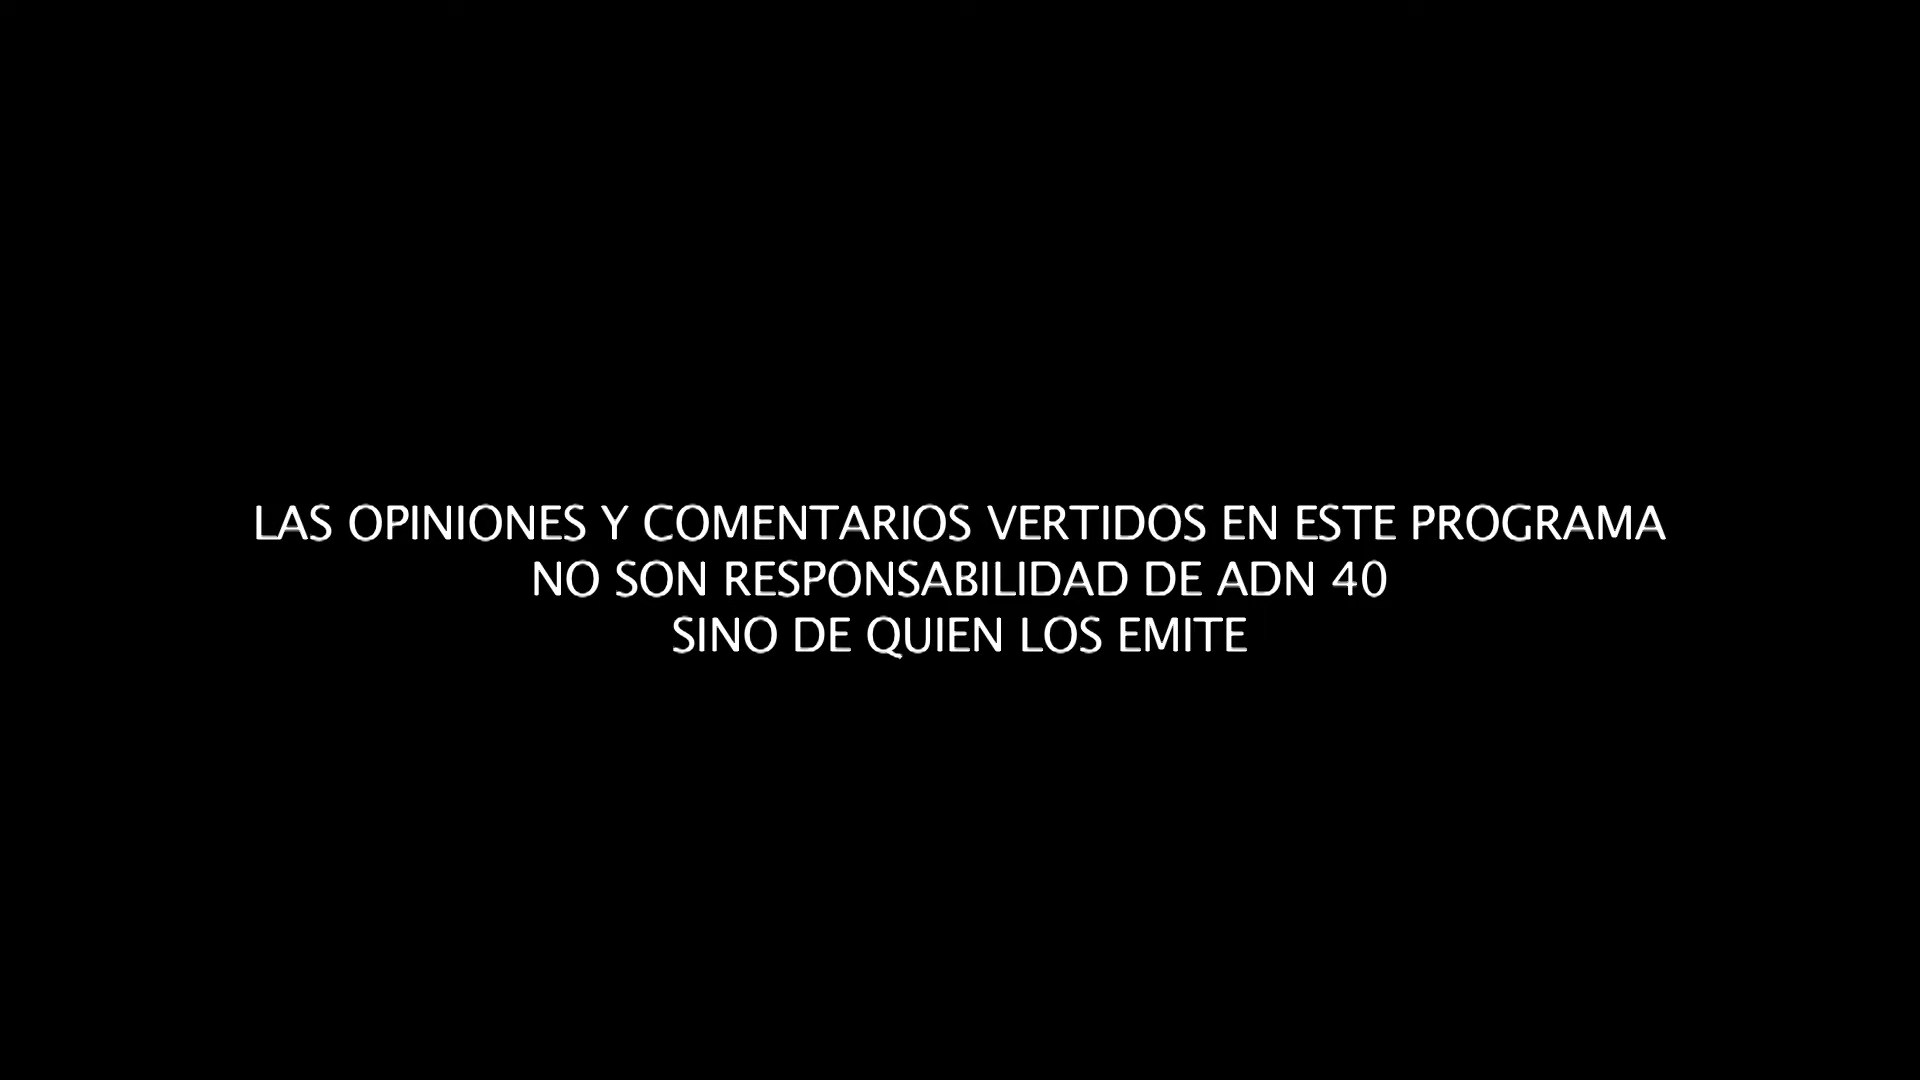 LAS OPINIONES Y COMENTARIOS VERTIDOS EN ESTE PROGRAMA
NO SON RESPONSABILIDAD DE ADN 40
SINO DE QUIEN LOS EMITE